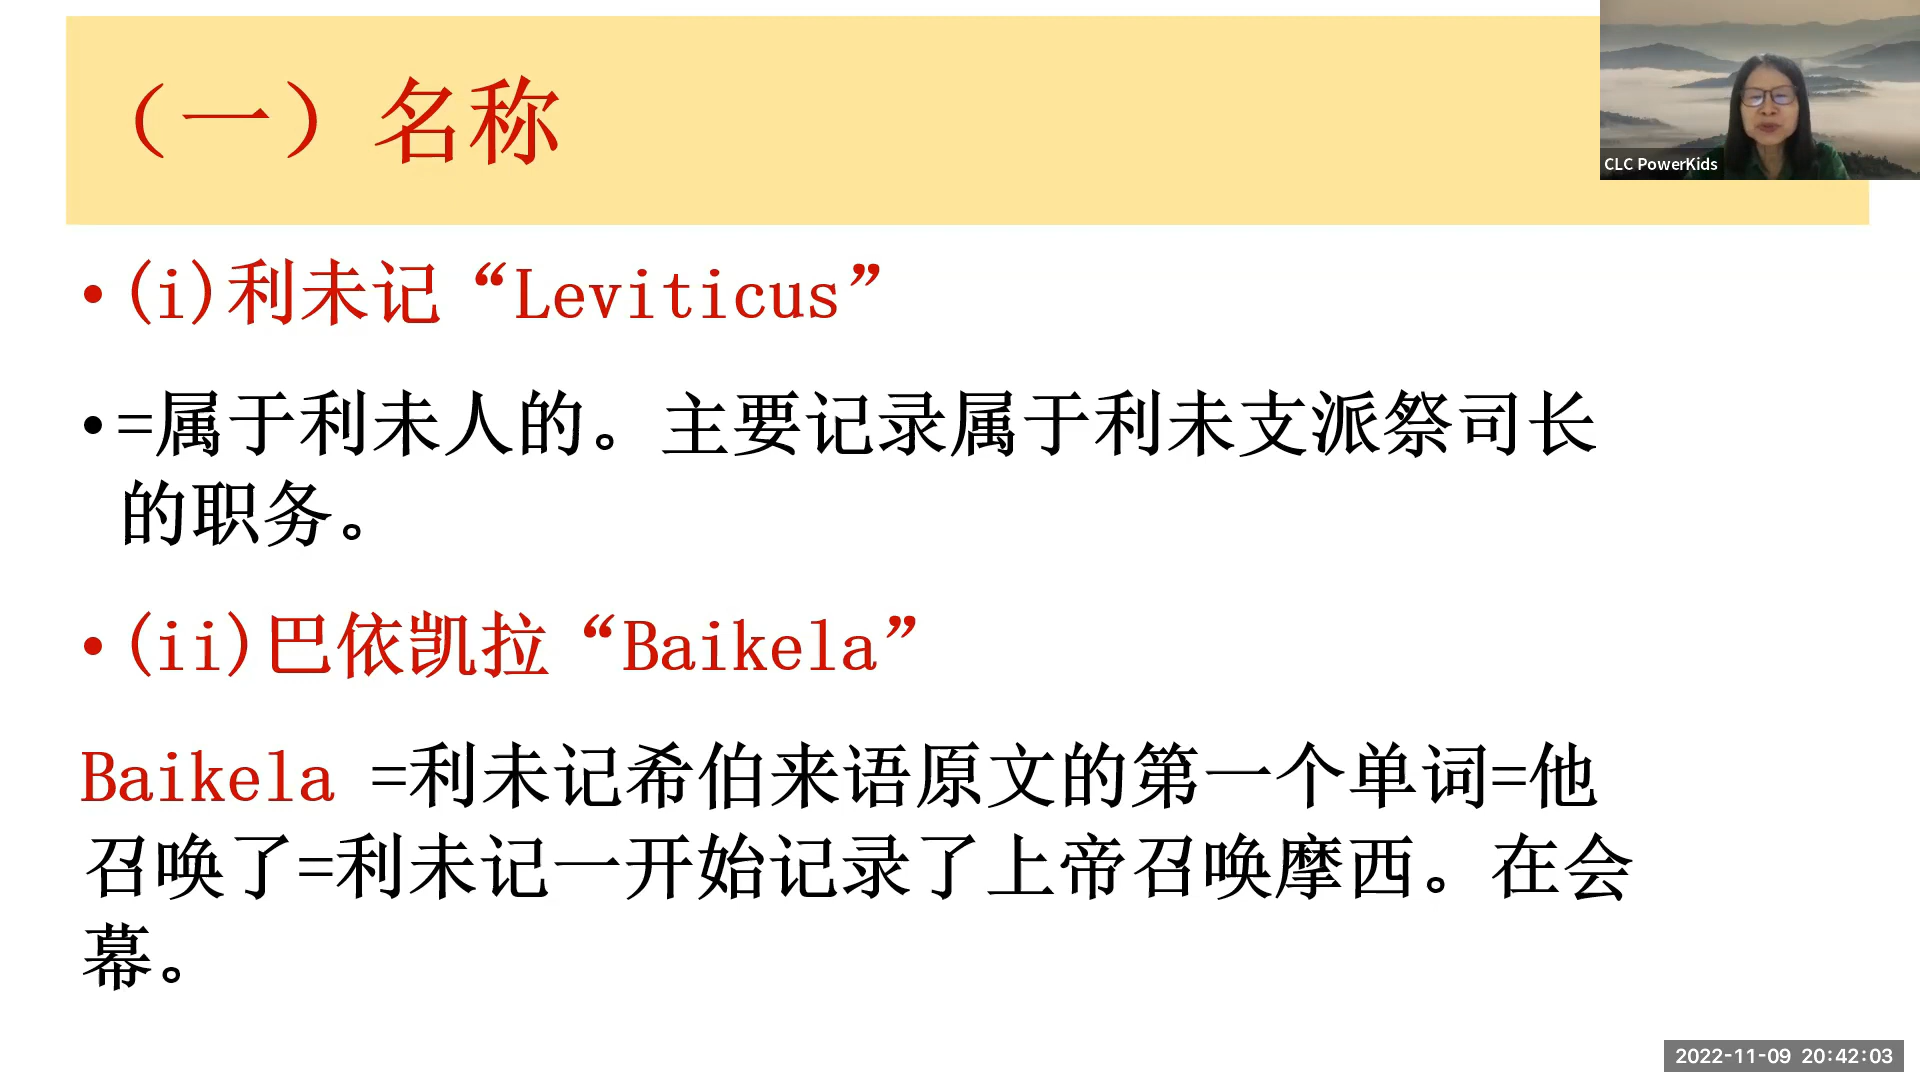 （一）名称
CLC PowerKids
•(i)利未记“Leviticus”
•=属于利未人的。主要记录属于利未支派祭司长
的职务。
•(ii)巴依凯拉“Baikela”
Baikela =利未记希伯来语原文的第一个单词=他
召唤了=利未记一开始记录了上帝召唤摩西。在会
幕。
2022-11-09 20:42:03